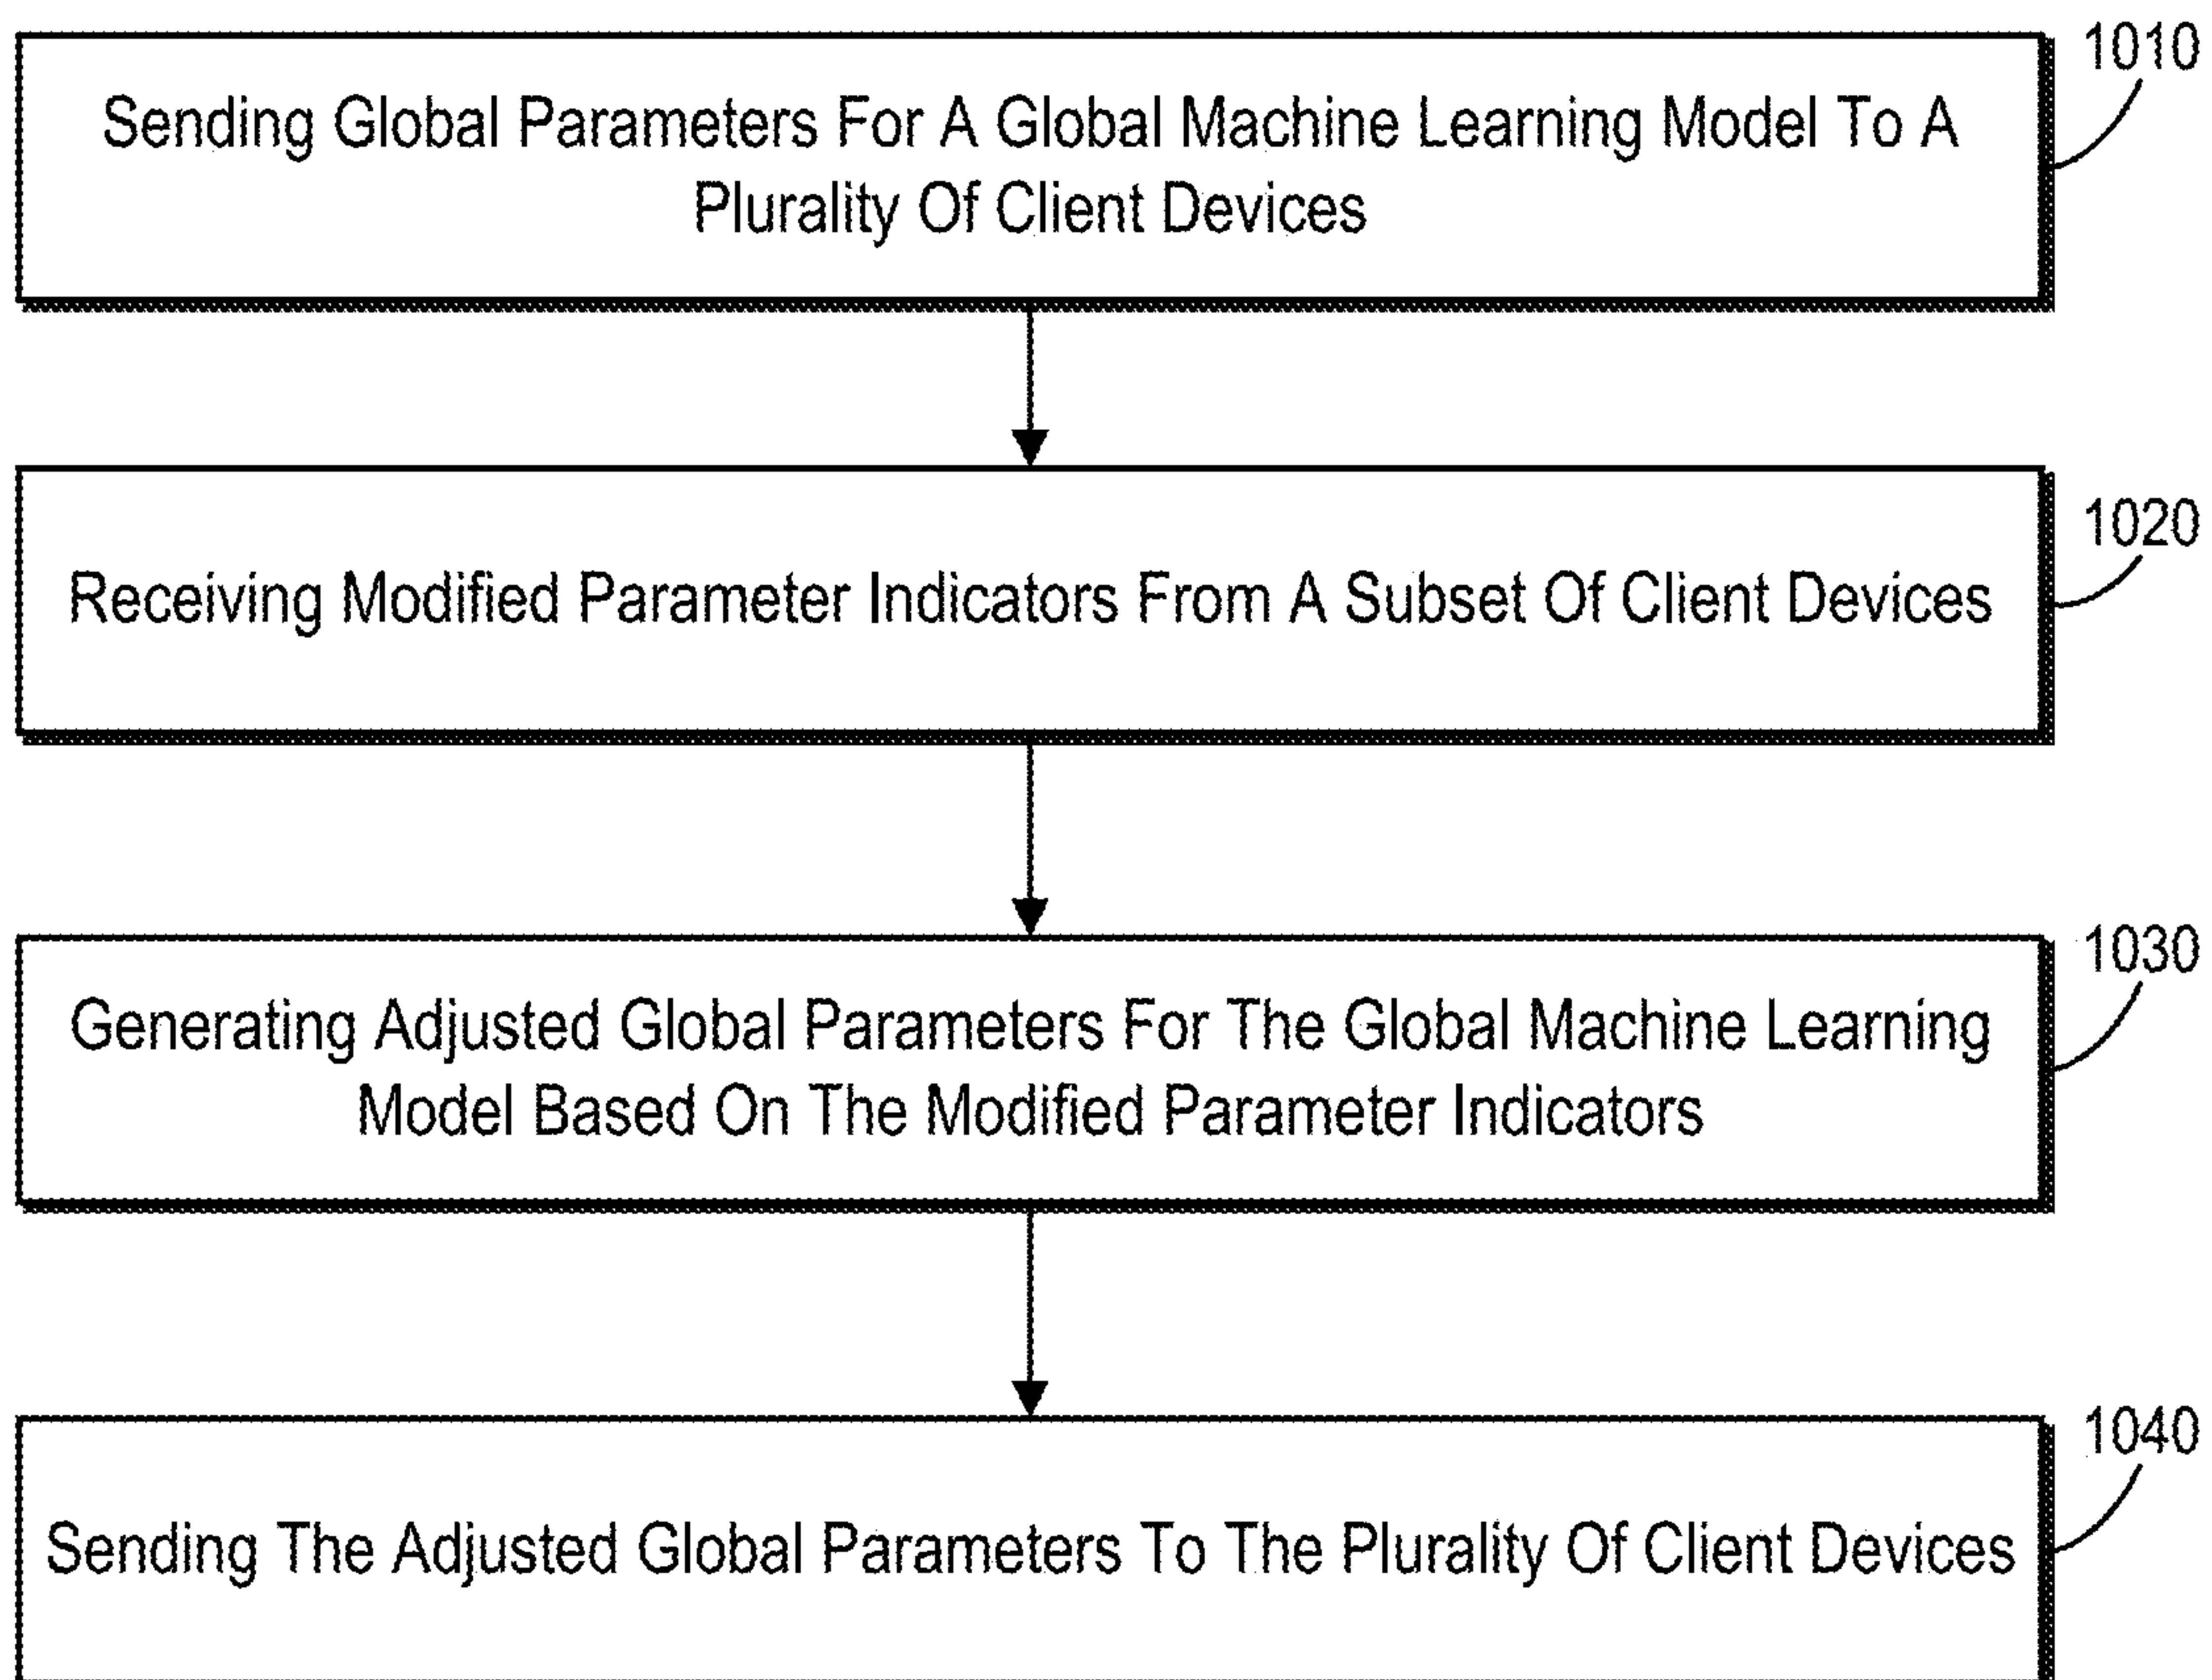 1010
Sending Global Parameters For A Global Machine Learning Model To A
Plurality Of Client Devices
1020
Receiving Modified Parameter Indicators From A Subset Of Client Devices
1030
Generating Adjusted Global Parameters For The Global Machine Learning
Model Based On The Modified Parameter Indicators
1040
Sending The Adjusted Global Parameters To The Plurality Of Client Devices